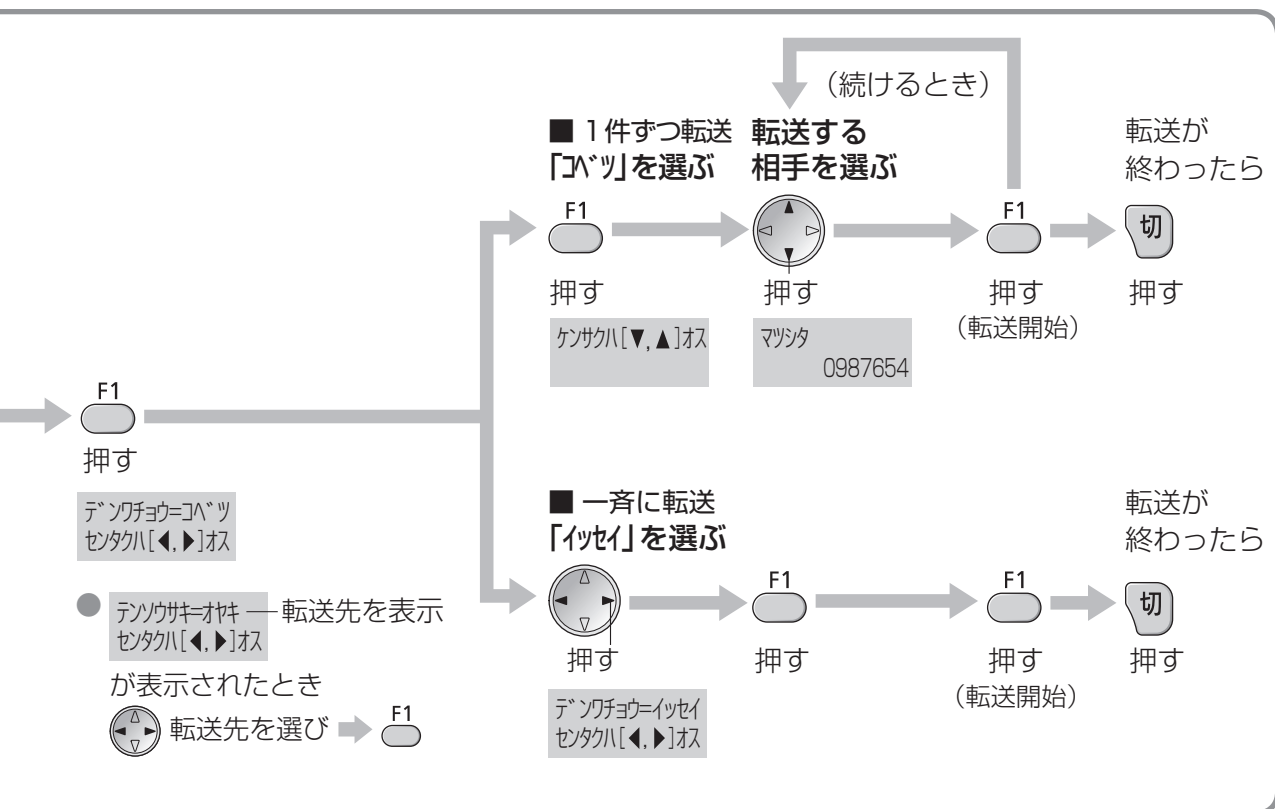 F1
押す
デンワチョウ=コベツ
センタクハ[◀,▶]オス
● テンソウサキ=オヤキ 転送先を表示
センタクハ[◀,▶]オス
が表示されたとき
転送先を選び F1
■ 1件ずつ転送
「コベツ」を選ぶ
F1
押す
ケンサクハ[▼,▲]オス
転送する
相手を選ぶ
押す
マツシタ
0987654
(続けるとき)
F1
押す
(転送開始)
転送が
終わったら
切
押す
■ 一斉に転送
「イッセイ」を選ぶ
押す
デンワチョウ=イッセイ
センタクハ[◀,▶]オス
F1
押す
F1
押す
(転送開始)
転送が
終わったら
切
押す